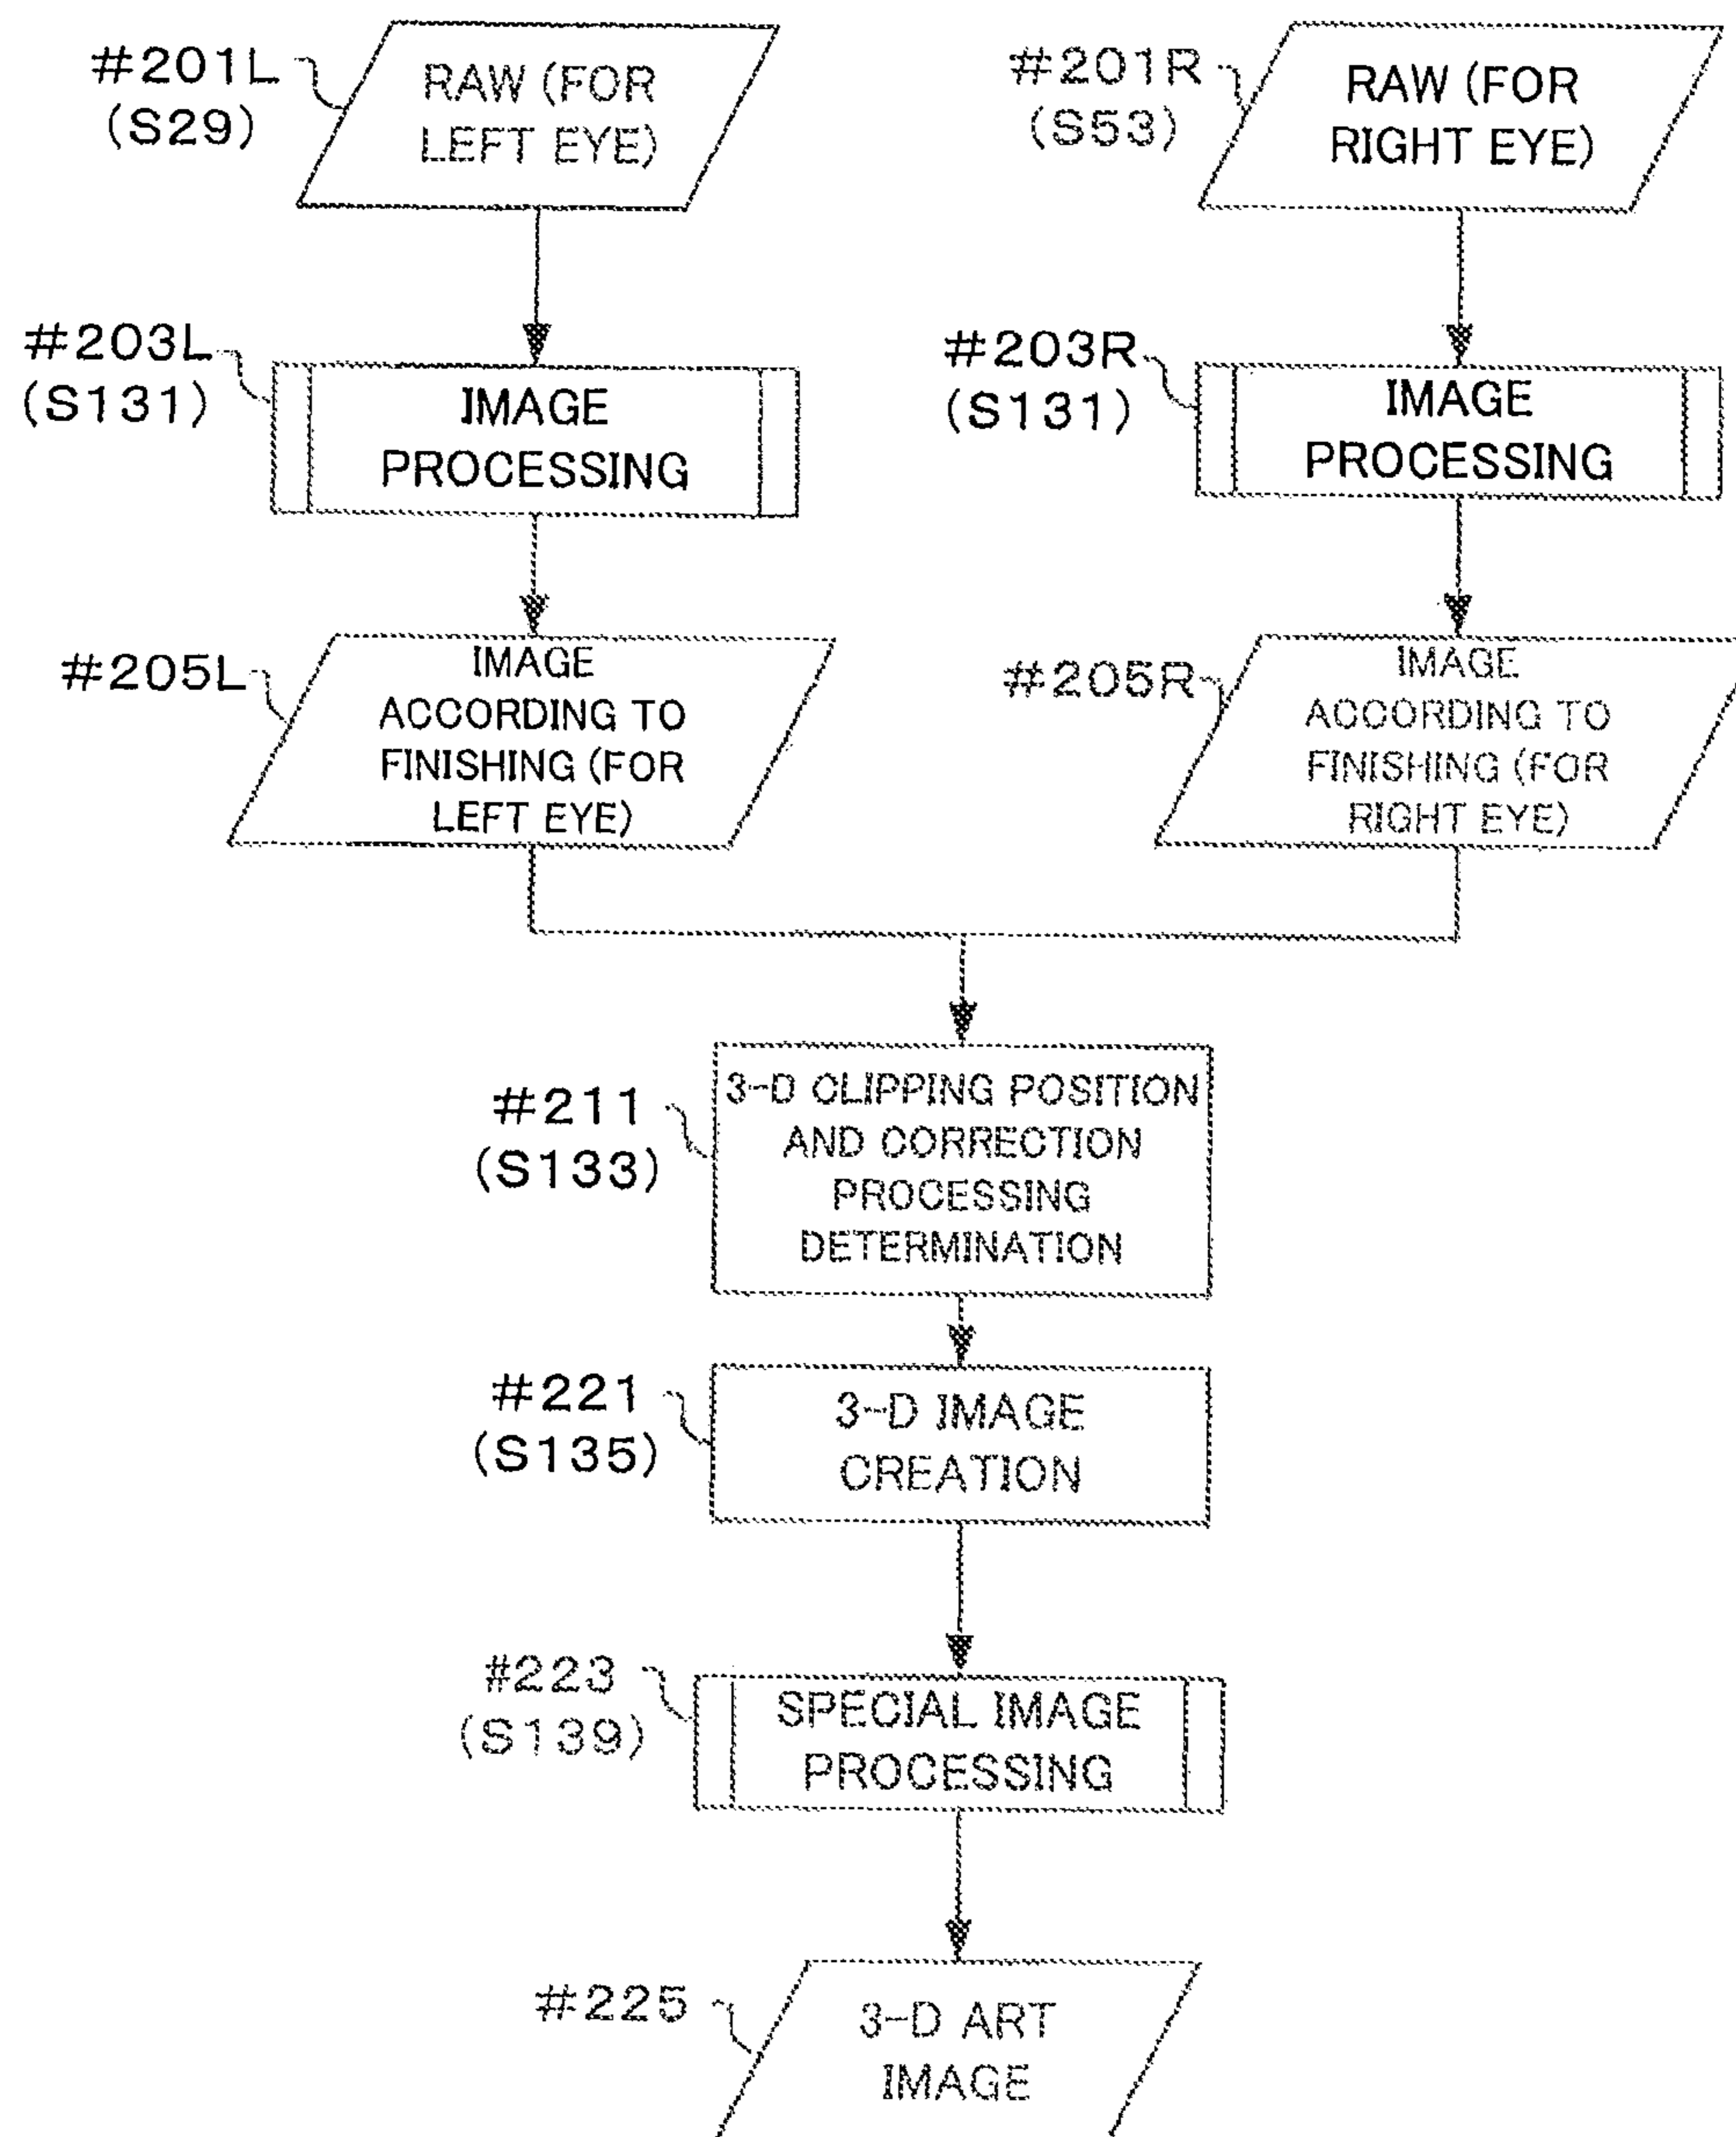 #201L
(S29)
RAW (FOR
LEFT EYE)
#201R
(S53)
RAW (FOR
RIGHT EYE)
#203L
(S131)
IMAGE
PROCESSING
#203R
(S131)
IMAGE
PROCESSING
#205L
IMAGE
ACCORDING TO
FINISHING (FOR
LEFT EYE)
#205R
IMAGE
ACCORDING TO
FINISHING (FOR
RIGHT EYE)
#211
(S133)
3-D CLIPPING POSITION
AND CORRECTION
PROCESSING
DETERMINATION
#221
(S135)
3-D IMAGE
CREATION
#223
(S139)
SPECIAL IMAGE
PROCESSING
#225
3-D ART
IMAGE